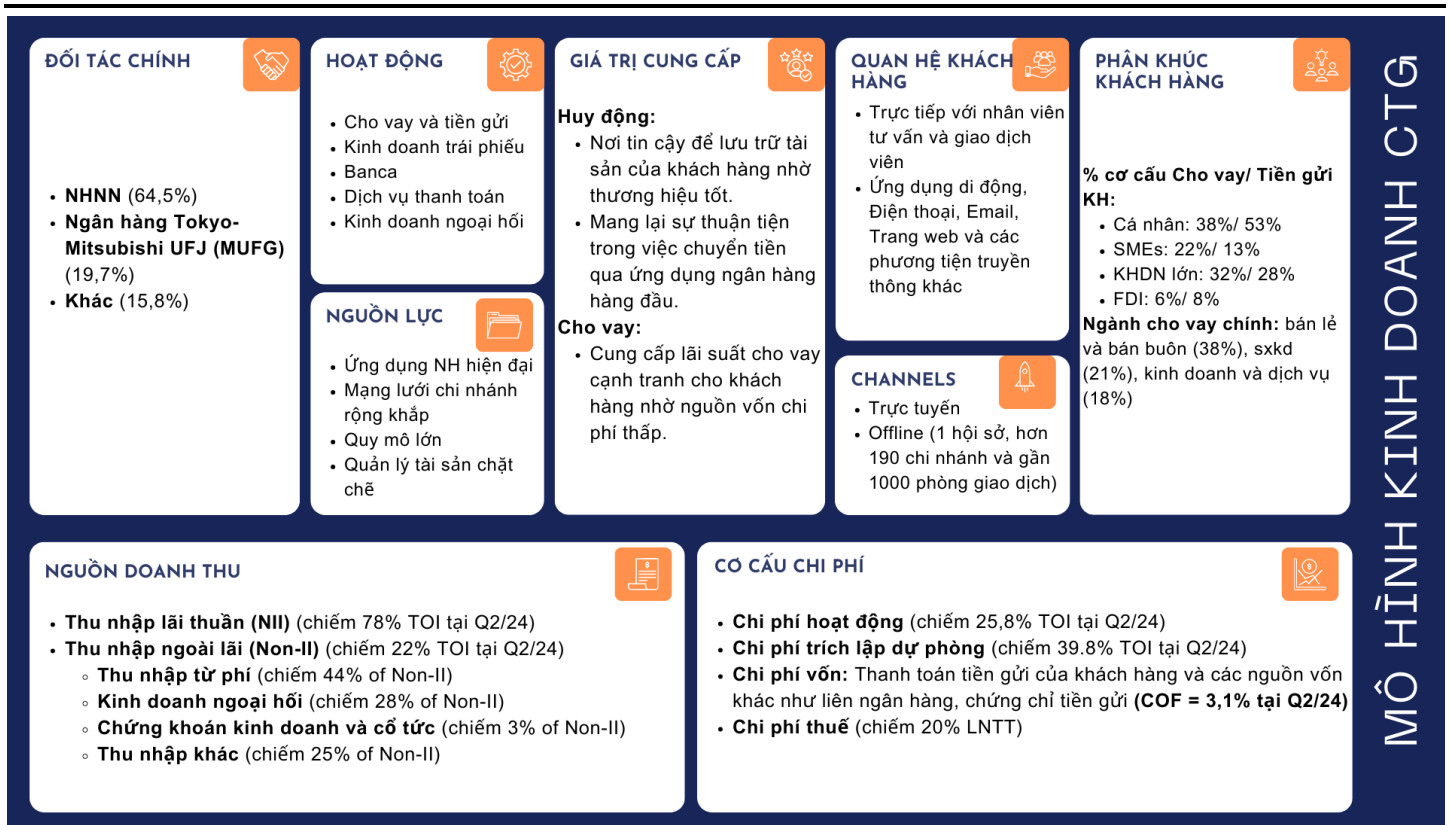 ĐỐI TÁC CHÍNH
NHNN (64,5%)
Ngân hàng Tokyo-
Mitsubishi UFJ (MUFG)
(19,7%)
Khác (15,8%)
HOẠT ĐỘNG
Cho vay và tiền gửi
Kinh doanh trái phiếu
Banca
Dịch vụ thanh toán
Kinh doanh ngoại hối
NGUỒN LỰC
Ứng dụng NH hiện đại
Mạng lưới chi nhánh
rộng khắp
Quy mô lớn
Quản lý tài sản chặt
chẽ
GIÁ TRỊ CUNG CẤP
Huy động:
Nơi tin cậy để lưu trữ tài
sản của khách hàng nhờ
thương hiệu tốt.
Mang lại sự thuận tiện
trong việc chuyển tiền
qua ứng dụng ngân hàng
hàng đầu.
Cho vay:
Cung cấp lãi suất cho vay
cạnh tranh cho khách
hàng nhờ nguồn vốn chi
phí thấp.
QUAN HỆ KHÁCH
HÀNG
Trực tiếp với nhân viên
tư vấn và giao dịch
viên
Ứng dụng di động,
Điện thoại, Email,
Trang web và các
phương tiện truyền
thông khác
CHANNELS
Trực tuyến
Offline (1 hội sở, hơn
190 chi nhánh và gần
1000 phòng giao dịch)
PHÂN KHÚC
KHÁCH HÀNG
% cơ cấu Cho vay/ Tiền gửi
KH:
Cá nhân: 38%/ 53%
SMEs: 22%/ 13%
KHDN lớn: 32%/ 28%
FDI: 6%/ 8%
Ngành cho vay chính: bán lẻ
và bán buôn (38%), sxkd
(21%), kinh doanh và dịch vụ
(18%)
NGUỒN DOANH THU
Thu nhập lãi thuần (NII) (chiếm 78% TOI tại Q2/24)
Thu nhập ngoài lãi (Non-II) (chiếm 22% TOI tại Q2/24)
Thu nhập từ phí (chiếm 44% of Non-II)
Kinh doanh ngoại hối (chiếm 28% of Non-II)
Chứng khoán kinh doanh và cổ tức (chiếm 3% of Non-II)
Thu nhập khác (chiếm 25% of Non-II)
CƠ CẤU CHI PHÍ
Chi phí hoạt động (chiếm 25,8% TOI tại Q2/24)
Chi phí trích lập dự phòng (chiếm 39.8% TOI tại Q2/24)
Chi phí vốn: Thanh toán tiền gửi của khách hàng và các nguồn vốn
khác như liên ngân hàng, chứng chỉ tiền gửi (COF = 3,1% tại Q2/24)
Chi phí thuế (chiếm 20% LNTT)
MÔ HÌNH KINH DOANH CTG